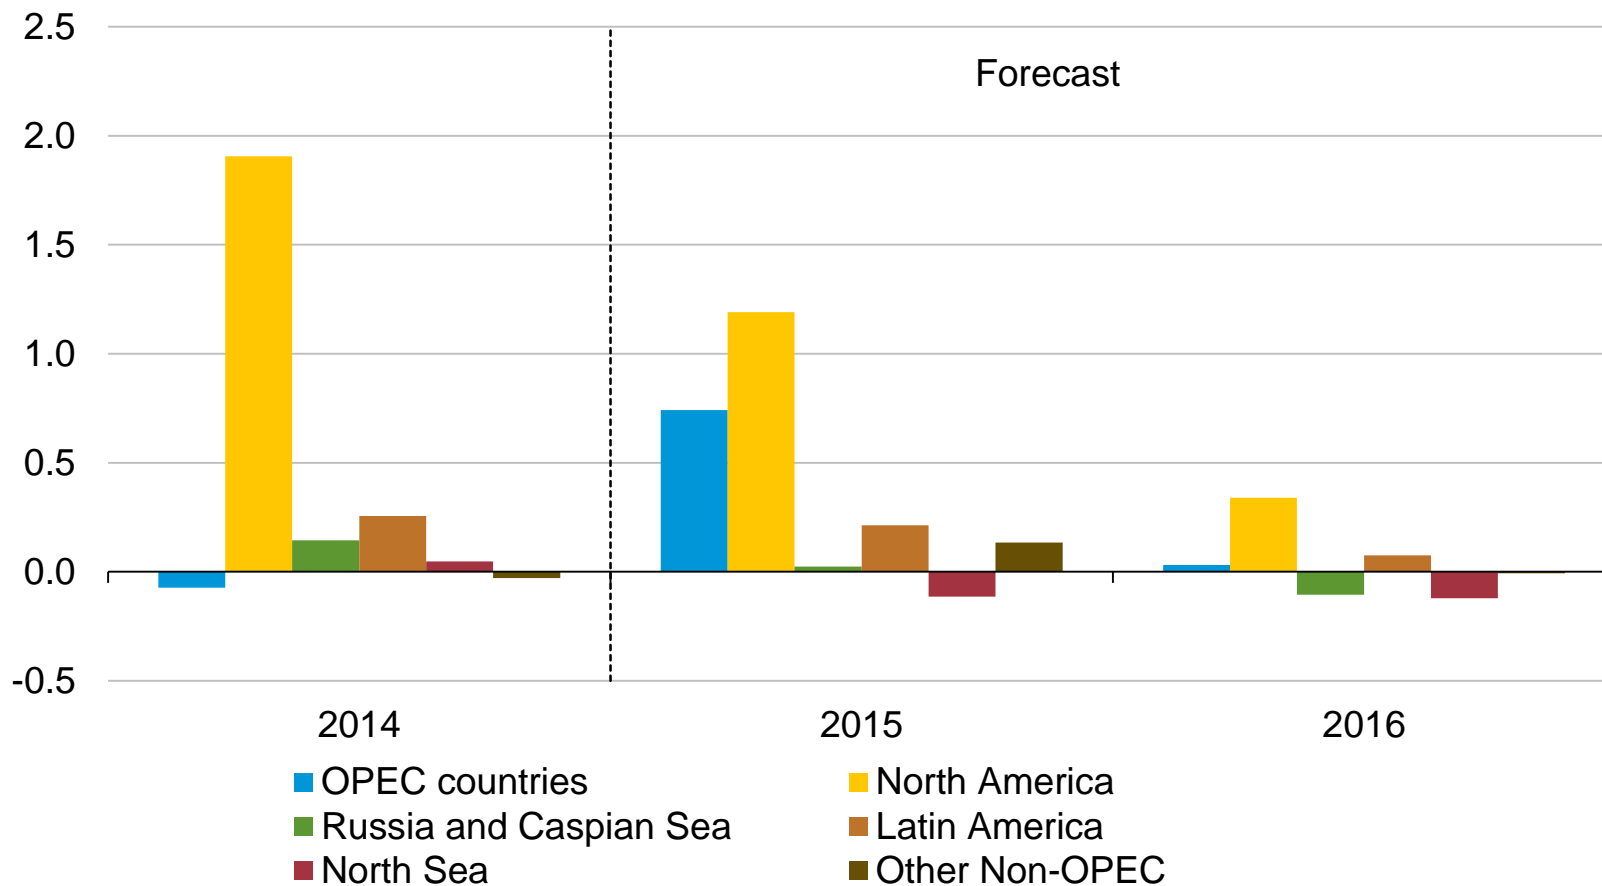 2.5
Forecast
2.0
1.5
1.0
0.5
0.0
-0.5
2014 2015 2016
OPEC countries North America
Russia and Caspian Sea Latin America
North Sea Other Non-OPEC